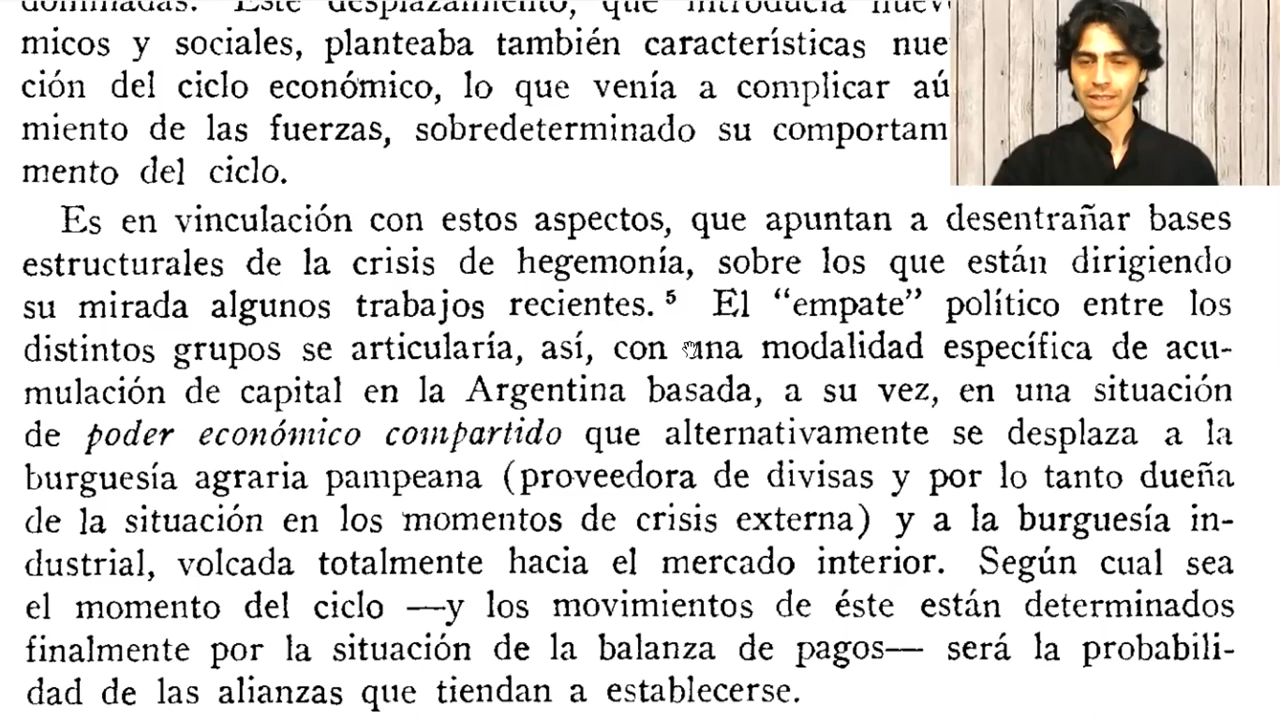 dominadas. Este desplazamiento, que introducía
micos y sociales, planteaba también características nue
ción del ciclo económico, lo que venía a complicar aú
miento de las fuerzas, sobredeterminado su comportam
mento del ciclo.
Es en vinculación con estos aspectos, que apuntan a desentrañar bases
estructurales de la crisis de hegemonía, sobre los que están dirigiendo
su mirada algunos trabajos recientes. ⁵ El “empate” político entre los
distintos grupos se articularía, así, con una modalidad específica de acu-
mulación de capital en la Argentina basada, a su vez, en una situación
de poder económico compartido que alternativamente se desplaza a la
burguesía agraria pampeana (proveedora de divisas y por lo tanto dueña
de la situación en los momentos de crisis externa) y a la burguesía in-
dustrial, volcada totalmente hacia el mercado interior. Según cual sea
el momento del ciclo —y los movimientos de éste están determinados
finalmente por la situación de la balanza de pagos— será la probabili-
dad de las alianzas que tiendan a establecerse.